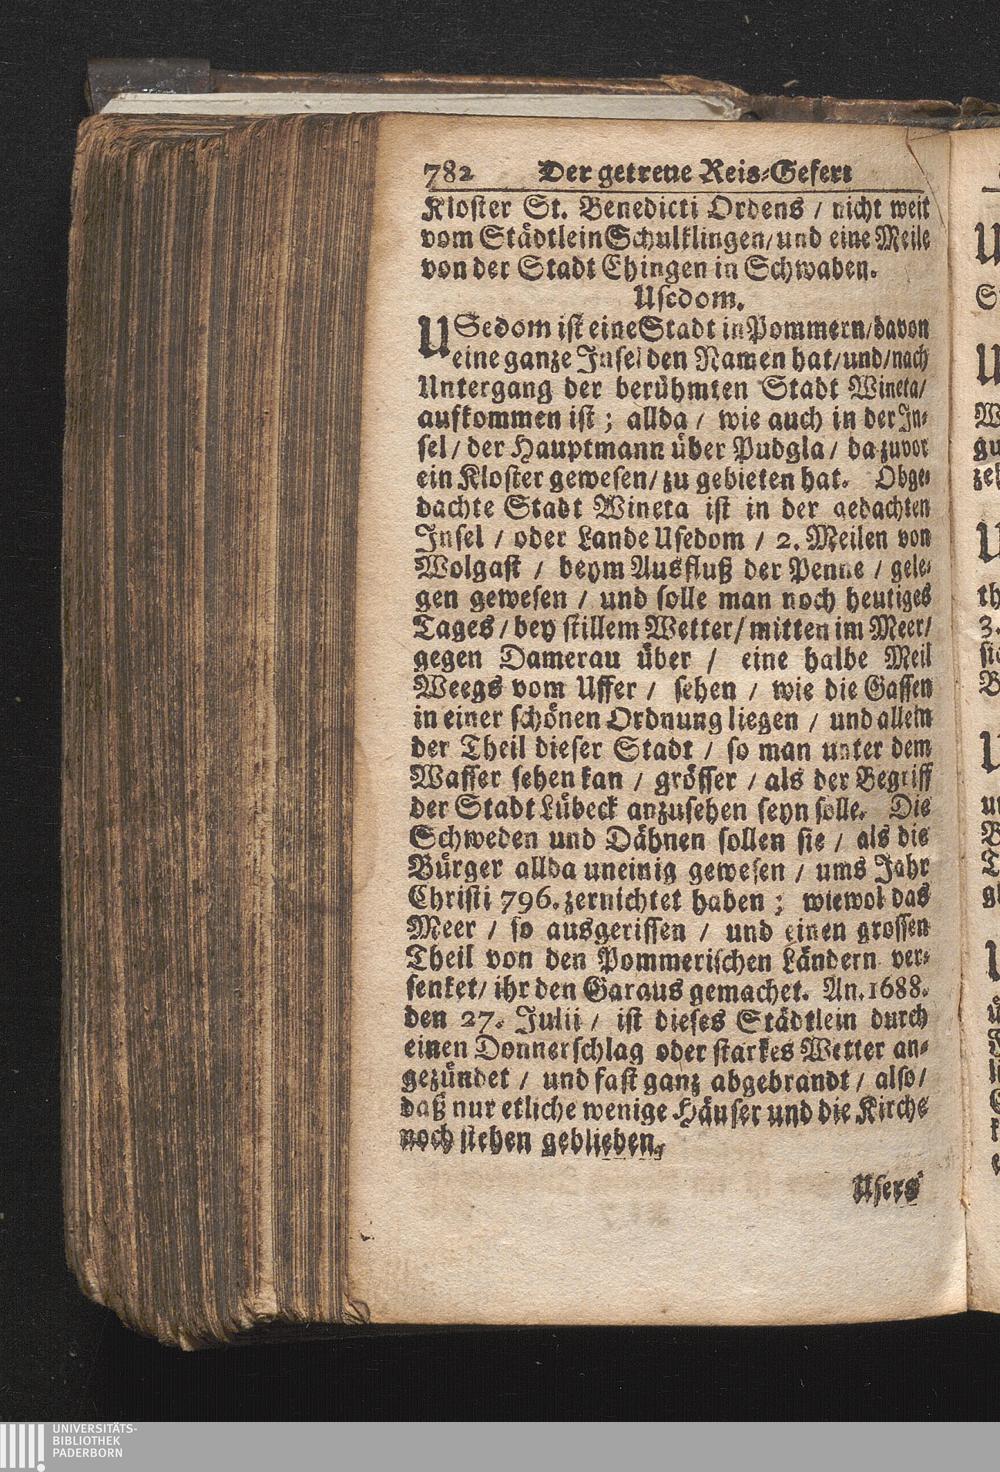 782 Der getreue Reis-Gefert
Kloster St. Benedicti Ordens / nicht weit
vom Städtlein Schulklingen / und eine Meile
von der Stadt Ehingen in Schwaben.
Usedom.
USedom ist eine Stadt in Pommern / davon
eine ganze Insel den Namen hat / und / nach
Untergang der berühmten Stadt Wineta /
aufkommen ist ; allda / wie auch in der In-
sel / der Hauptmann über Pudgla / da zuvor
ein Kloster gewesen / zu gebieten hat. Obge-
dachte Stadt Wineta ist in der gedachten
Insel / oder Lande Usedom / 2. Meilen von
Wolgast / beym Ausfluß der Penne / gele-
gen gewesen / und solle man noch heutiges
Tages / bey stillem Wetter / mitten im Meer /
gegen Damerau über / eine halbe Meil
Weegs vom Uffer / sehen / wie die Gassen
in einer schönen Ordnung liegen / und allein
der Theil dieser Stadt / so man unter dem
Wasser sehen kan / grösser / als der Begriff
der Stadt Lübeck anzusehen seyn solle. Die
Schweden und Dähnen sollen sie / als die
Bürger allda uneinig gewesen / ums Jahr
Christi 796. zernichtet haben ; wiewol das
Meer / so ausgerissen / und einen grossen
Theil von den Pommerischen Ländern ver-
senket / ihr den Garaus gemachet. An. 1688.
den 27. Julii / ist dieses Städtlein durch
einen Donnerschlag oder starkes Wetter an-
gezündet / und fast ganz abgebrandt / also /
daß nur etliche wenige Häuser und die Kirche
noch stehen geblieben.
Users
UNIVERSITÄTS-
BIBLIOTHEK
PADERBORN